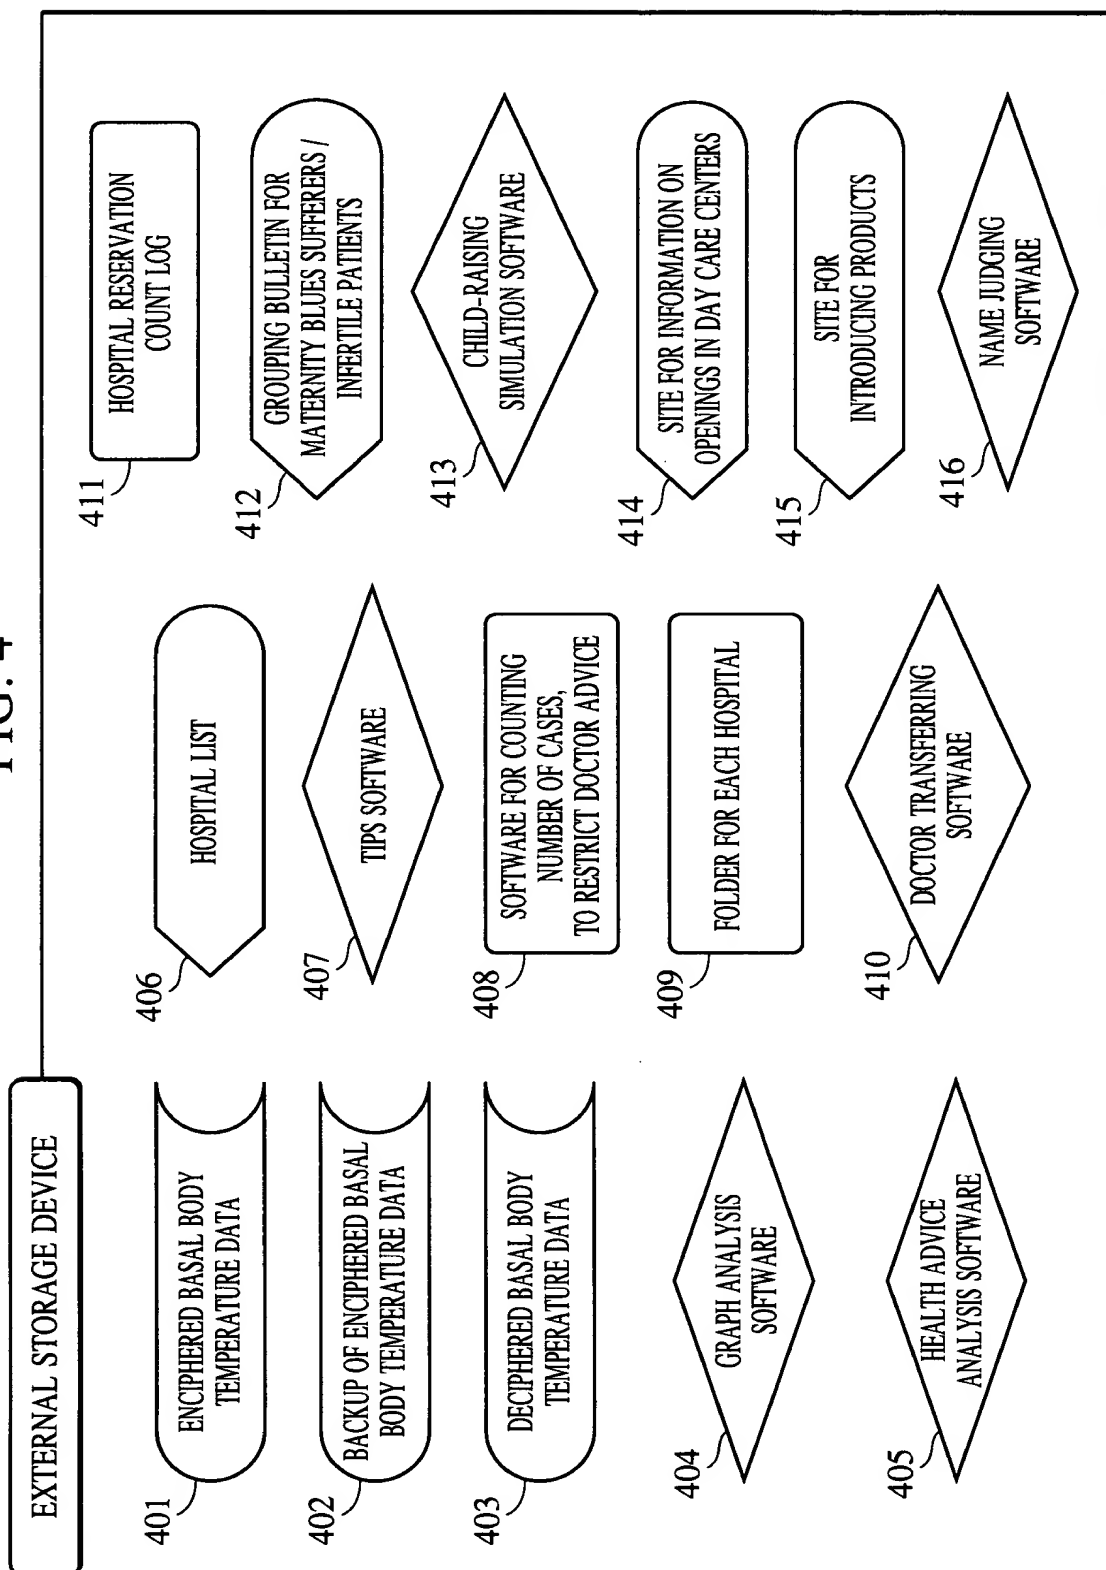 FIG. 4
EXTERNAL STORAGE DEVICE
401
ENCIPHERED BASAL BODY
TEMPERATURE DATA
402
BACKUP OF ENCIPHERED BASAL
BODY TEMPERATURE DATA
403
DECIPHERED BASAL BODY
TEMPERATURE DATA
404
GRAPH ANALYSIS
SOFTWARE
405
HEALTH ADVICE
ANALYSIS SOFTWARE
406
HOSPITAL LIST
407
TIPS SOFTWARE
408
SOFTWARE FOR COUNTING
NUMBER OF CASES,
TO RESTRICT DOCTOR ADVICE
409
FOLDER FOR EACH HOSPITAL
410
DOCTOR TRANSFERRING
SOFTWARE
411
HOSPITAL RESERVATION
COUNT LOG
412
GROUPING BULLETIN FOR
MATERNITY BLUES SUFFERERS /
INFERTILE PATIENTS
413
CHILD-RAISING
SIMULATION SOFTWARE
414
SITE FOR INFORMATION ON
OPENINGS IN DAY CARE CENTERS
415
SITE FOR
INTRODUCING PRODUCTS
416
NAME JUDGING
SOFTWARE